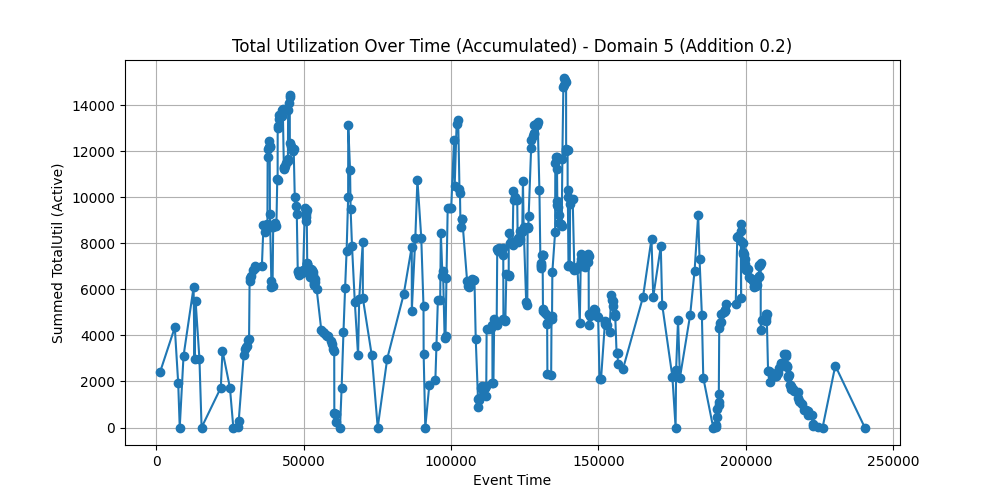 Total Utilization Over Time (Accumulated) - Domain 5 (Addition 0.2)
Summed TotalUtil (Active)
14000
12000
10000
8000
6000
4000
2000
0
0 50000 100000 150000 200000 250000
Event Time